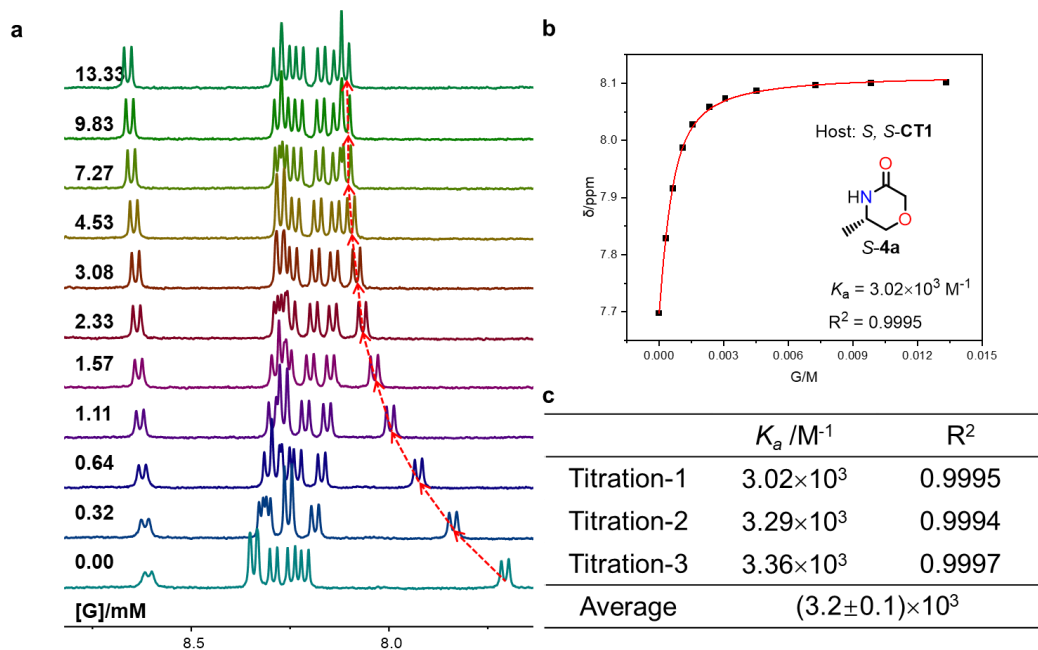 a
13.33
9.83
7.27
4.53
3.08
2.33
1.57
1.11
0.64
0.32
0.00
[G]/mM
8.5 8.0
b
8.1
8.0
7.9
7.8
7.7
δ/ppm
0.000 0.003 0.006 0.009 0.012 0.015
G/M
Host: S, S-CT1
O
HN
O
S-4a
Kₐ = 3.02×10³ M⁻¹
R² = 0.9995
c
Kₐ /M⁻¹ R²
Titration-1 3.02×10³ 0.9995
Titration-2 3.29×10³ 0.9994
Titration-3 3.36×10³ 0.9997
Average (3.2±0.1)×10³